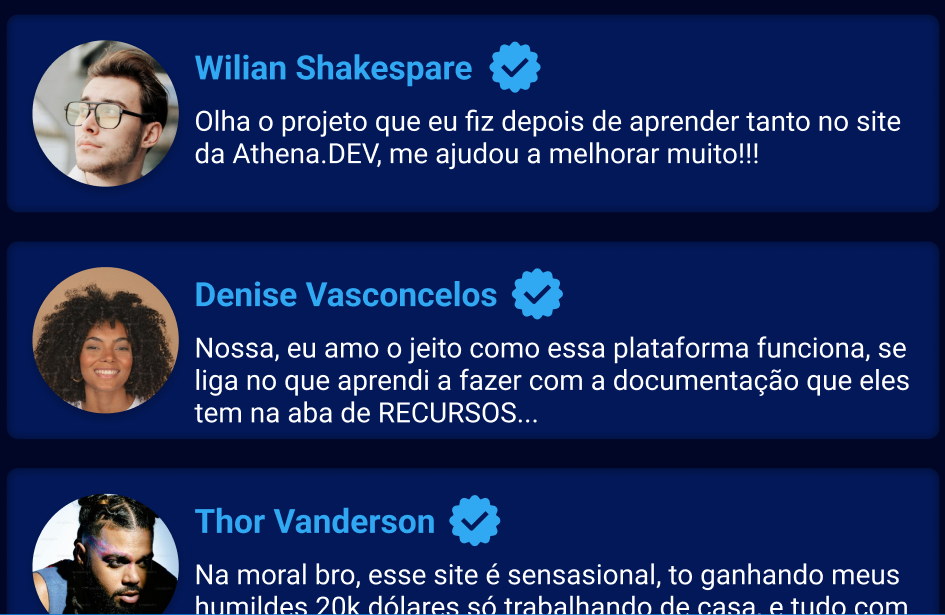 Wilian Shakespare
Olha o projeto que eu fiz depois de aprender tanto no site
da Athena.DEV, me ajudou a melhorar muito!!!
Denise Vasconcelos
Nossa, eu amo o jeito como essa plataforma funciona, se
liga no que aprendi a fazer com a documentação que eles
tem na aba de RECURSOS...
Thor Vanderson
Na moral bro, esse site é sensasional, to ganhando meus
humildes 20k dólares só trabalhando de casa, e tudo com